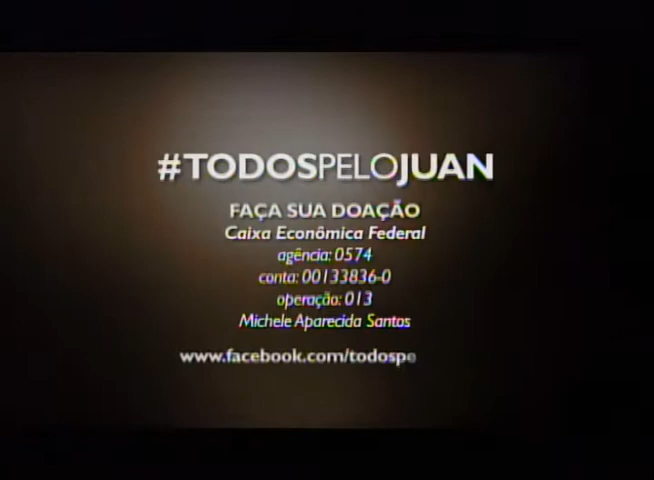 #TODOSPELOJUAN
FAÇA SUA DOAÇÃO
Caixa Econômica Federal
agência: 0574
conta: 00133836-0
operação: 013
Michele Aparecida Santos
www.facebook.com/todospe